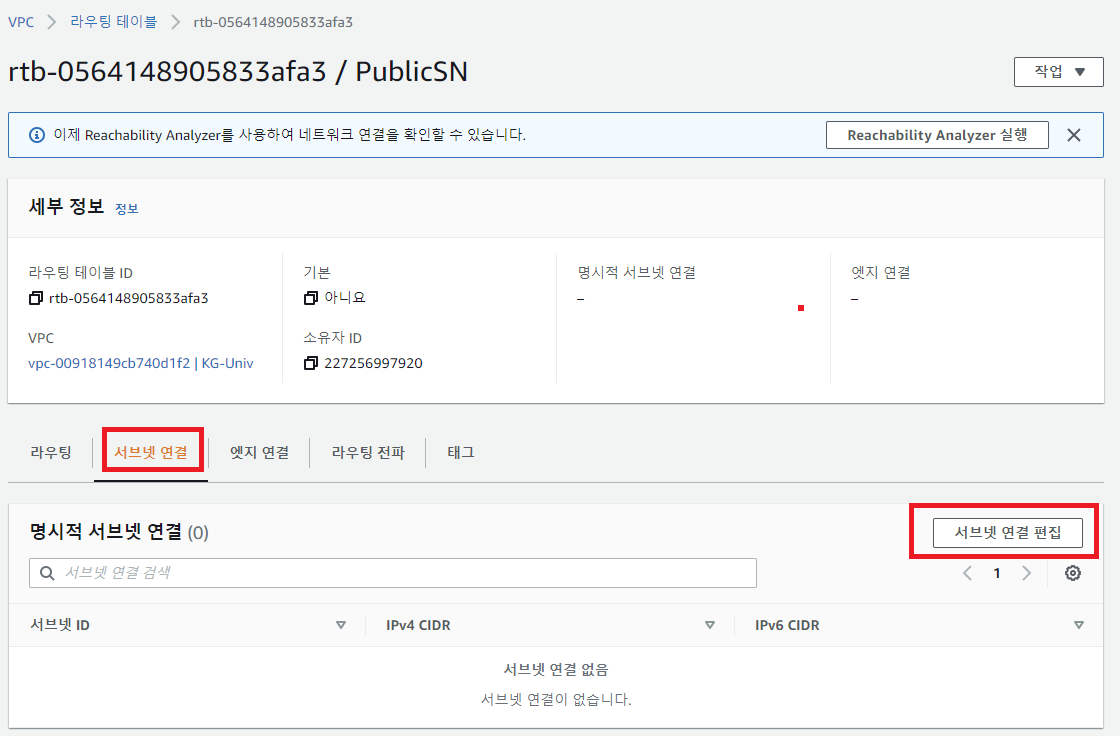 VPC > 라우팅 테이블 > rtb-0564148905833afa3
rtb-0564148905833afa3 / PublicSN
작업 ▼
이제 Reachability Analyzer를 사용하여 네트워크 연결을 확인할 수 있습니다.
Reachability Analyzer 실행
세부 정보 정보
라우팅 테이블 ID
rtb-0564148905833afa3
기본
아니요
명시적 서브넷 연결
–
엣지 연결
–
VPC
vpc-00918149cb740d1f2 | KG-Univ
소유자 ID
227256997920
라우팅
서브넷 연결
엣지 연결
라우팅 전파
태그
명시적 서브넷 연결 (0)
서브넷 연결 편집
서브넷 연결 검색
1
서브넷 ID
IPv4 CIDR
IPv6 CIDR
서브넷 연결 없음
서브넷 연결이 없습니다.